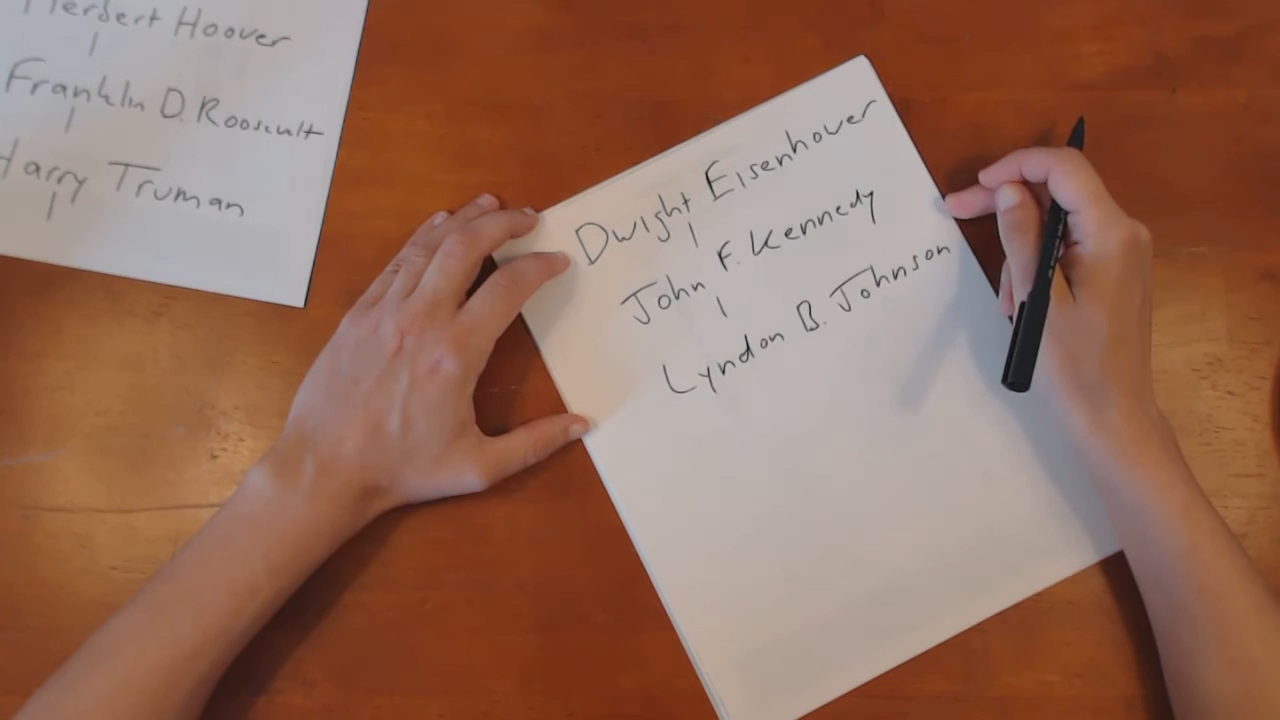 Herbert Hoover
Franklin D. Roosevelt
Harry Truman
Dwight Eisenhower
John F. Kennedy
Lyndon B. Johnson